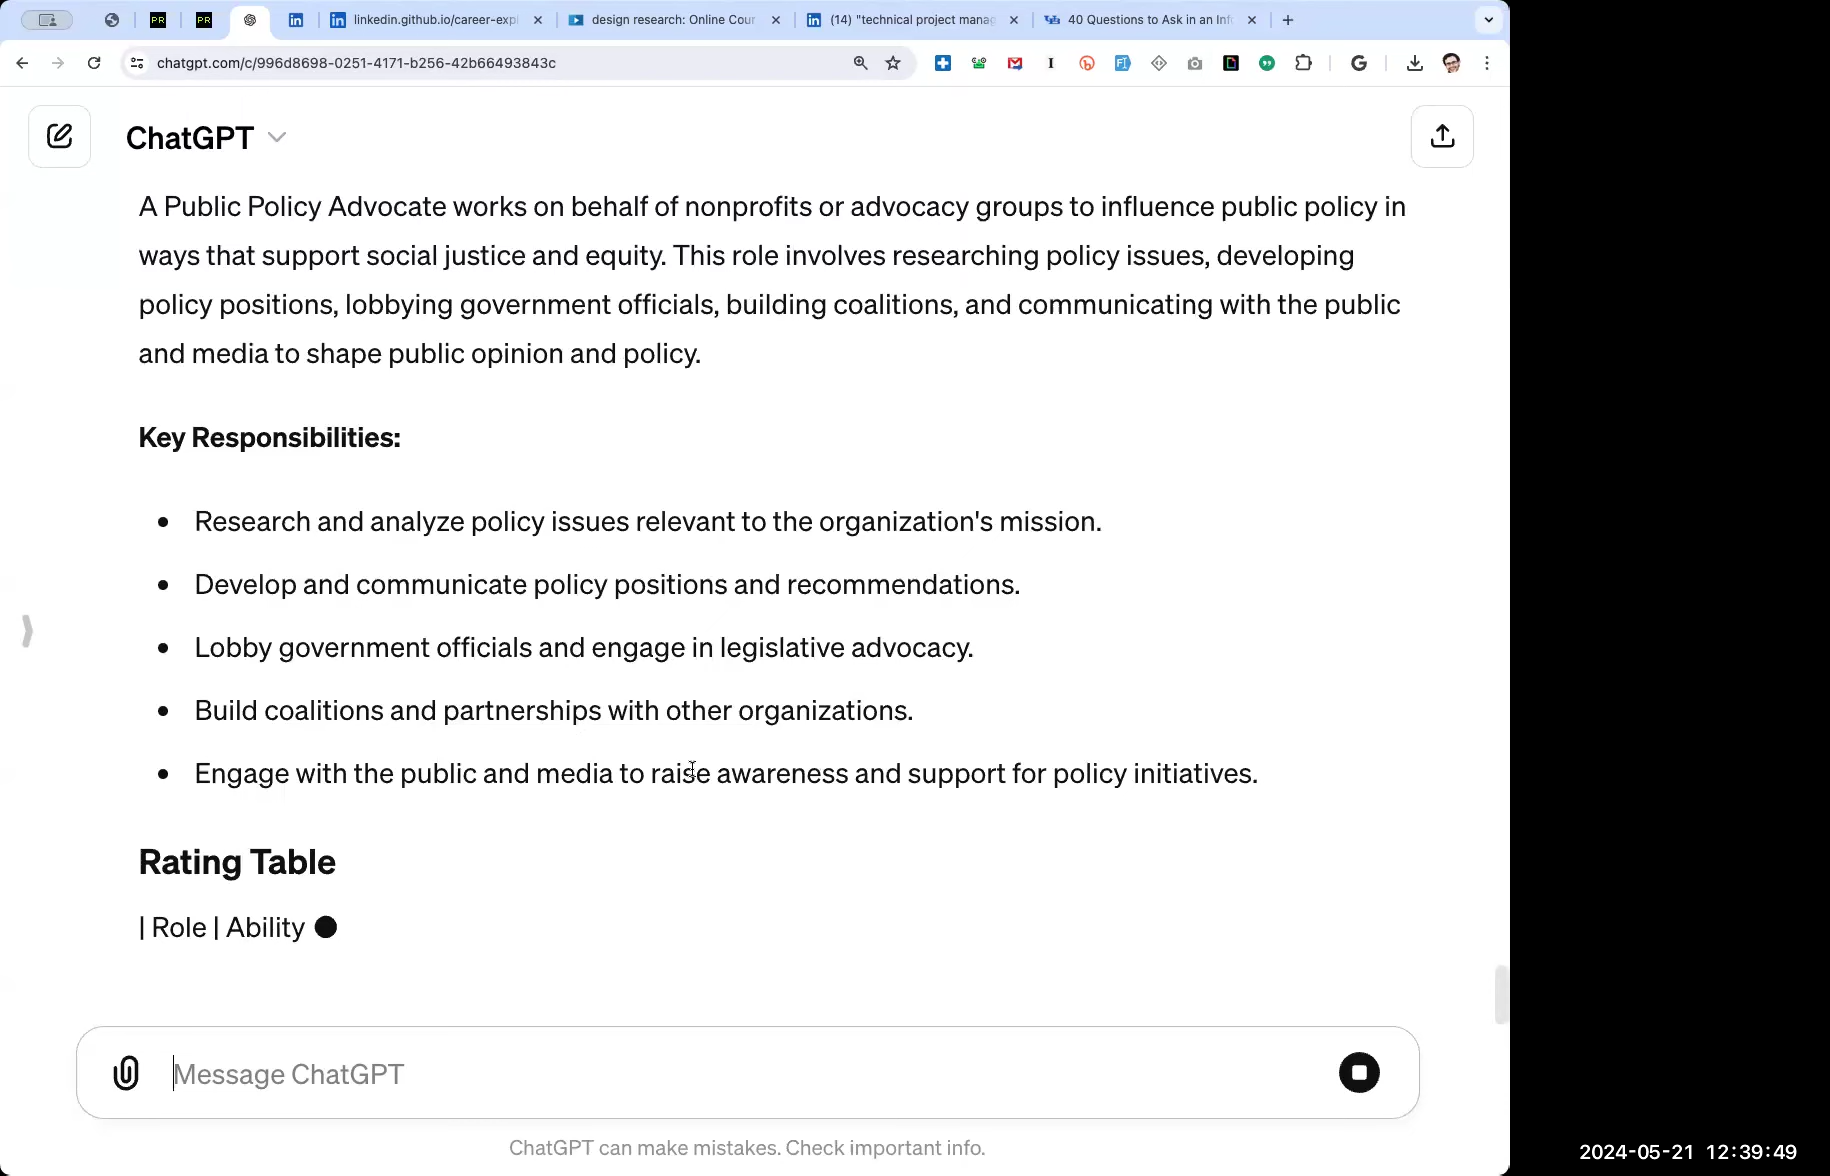 linkedin.github.io/career-expl
design research: Online Cour
(14) "technical project manag
40 Questions to Ask in an Inf
chatgpt.com/c/996d8698-0251-4171-b256-42b66493843c
ChatGPT
A Public Policy Advocate works on behalf of nonprofits or advocacy groups to influence public policy in
ways that support social justice and equity. This role involves researching policy issues, developing
policy positions, lobbying government officials, building coalitions, and communicating with the public
and media to shape public opinion and policy.
Key Responsibilities:
Research and analyze policy issues relevant to the organization's mission.
Develop and communicate policy positions and recommendations.
Lobby government officials and engage in legislative advocacy.
Build coalitions and partnerships with other organizations.
Engage with the public and media to raise awareness and support for policy initiatives.
Rating Table
| Role | Ability
Message ChatGPT
ChatGPT can make mistakes. Check important info.
2024-05-21 12:39:49